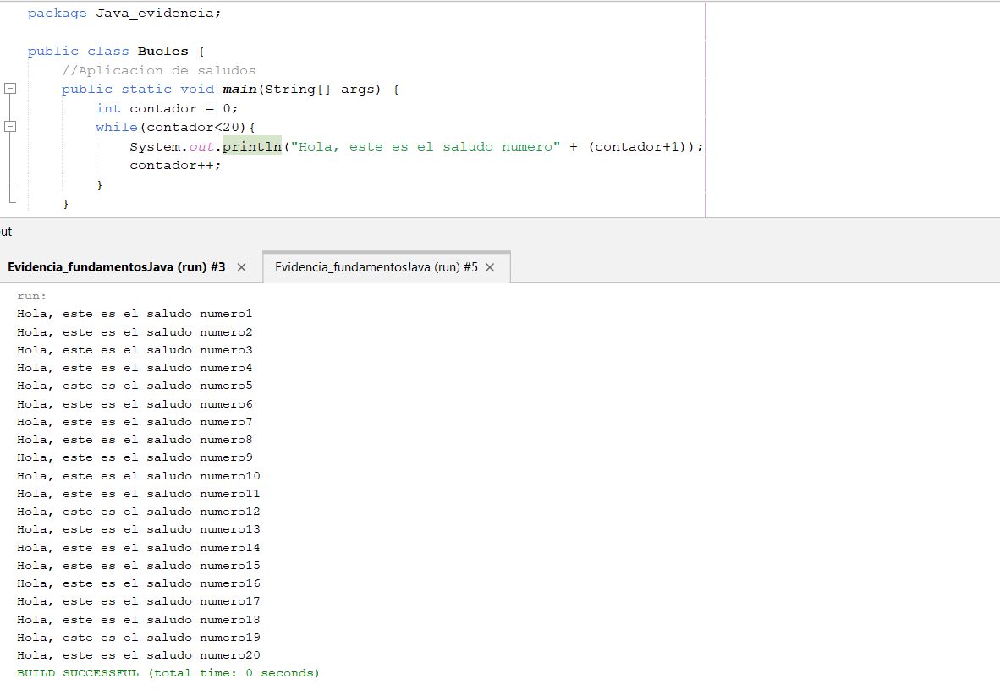 package Java_evidencia;
public class Bucles {
//Aplicacion de saludos
public static void main(String[] args) {
int contador = 0;
while(contador<20){
System.out.println("Hola, este es el saludo numero" + (contador+1));
contador++;
}
}
ut
Evidencia_fundamentosJava (run) #3 × Evidencia_fundamentosJava (run) #5 ×
run:
Hola, este es el saludo numero1
Hola, este es el saludo numero2
Hola, este es el saludo numero3
Hola, este es el saludo numero4
Hola, este es el saludo numero5
Hola, este es el saludo numero6
Hola, este es el saludo numero7
Hola, este es el saludo numero8
Hola, este es el saludo numero9
Hola, este es el saludo numero10
Hola, este es el saludo numero11
Hola, este es el saludo numero12
Hola, este es el saludo numero13
Hola, este es el saludo numero14
Hola, este es el saludo numero15
Hola, este es el saludo numero16
Hola, este es el saludo numero17
Hola, este es el saludo numero18
Hola, este es el saludo numero19
Hola, este es el saludo numero20
BUILD SUCCESSFUL (total time: 0 seconds)